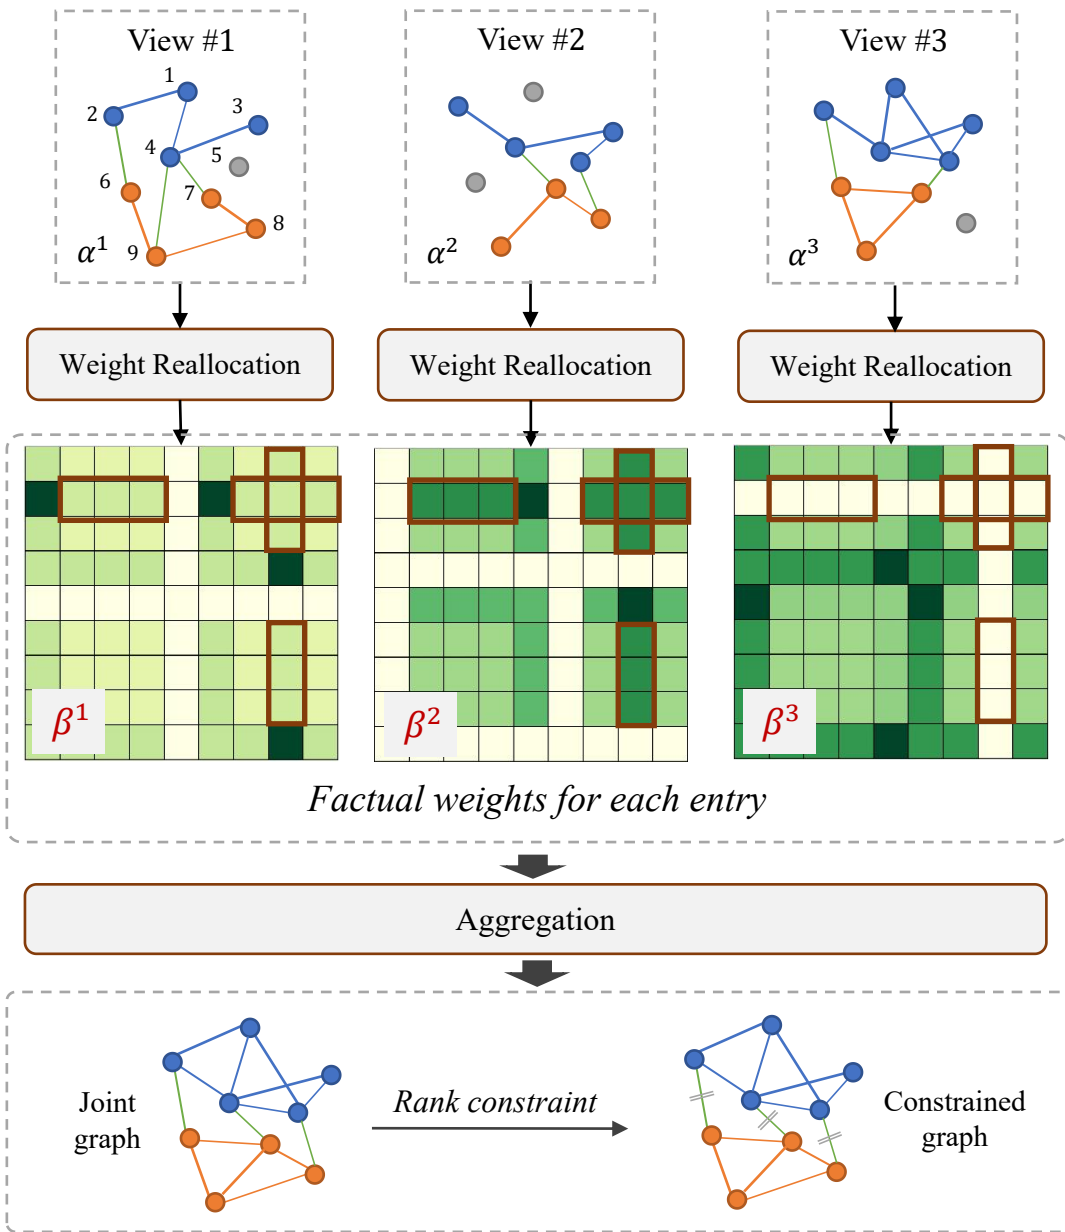 View #1
View #2
View #3
1
2
3
4
5
6
7
8
9
α¹
α²
α³
Weight Reallocation
Weight Reallocation
Weight Reallocation
β¹
β²
β³
Factual weights for each entry
Aggregation
Joint
graph
Rank constraint
Constrained
graph